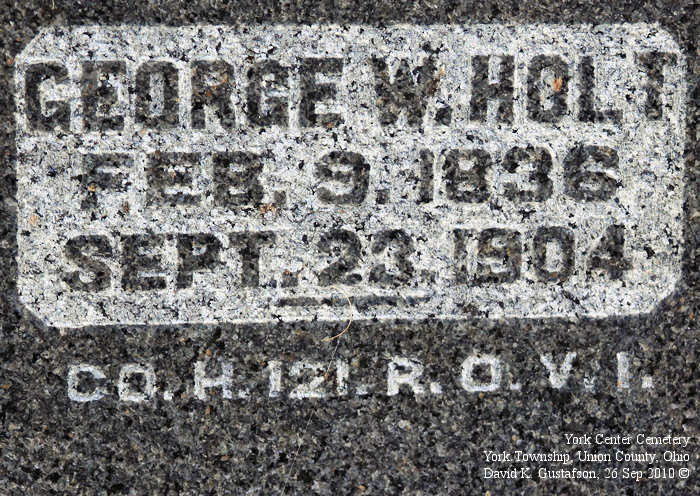 GEORGE W. HOLT
FEB. 9. 1836
SEPT. 23. 1904
CO. H. 121. R. O. V. I.
York Center Cemetery
York Township, Union County, Ohio
David K. Gustafson, 26 Sep 2010 ©